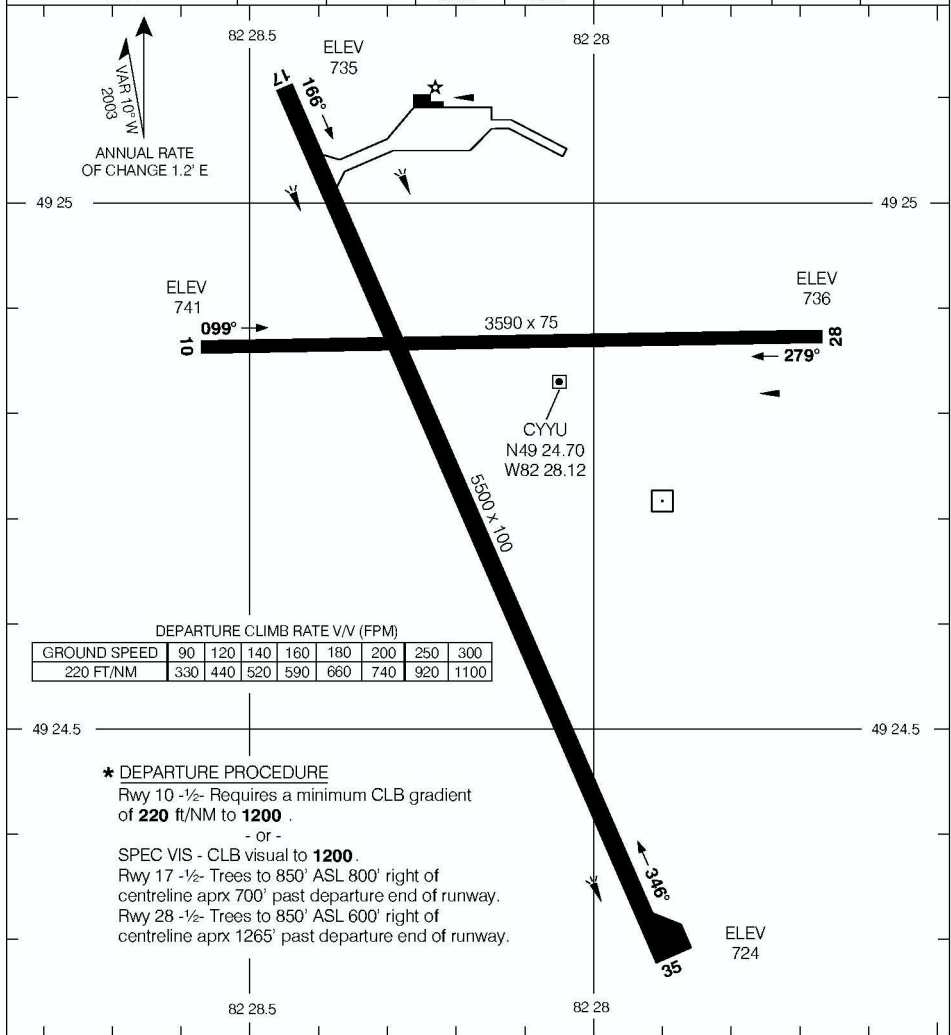 82 28.5
82 28
ELEV
735
17
166°
VAR 10° W
2003
ANNUAL RATE
OF CHANGE 1.2' E
49 25
49 25
ELEV
741
ELEV
736
099°
10
3590 x 75
28
279°
CYYU
N49 24.70
W82 28.12
5500 x 100
DEPARTURE CLIMB RATE V/V (FPM)
GROUND SPEED 90 120 140 160 180 200 250 300
220 FT/NM 330 440 520 590 660 740 920 1100
49 24.5
49 24.5
* DEPARTURE PROCEDURE
Rwy 10 -½- Requires a minimum CLB gradient
of 220 ft/NM to 1200 .
- or -
SPEC VIS - CLB visual to 1200.
Rwy 17 -½- Trees to 850' ASL 800' right of
centreline aprx 700' past departure end of runway.
Rwy 28 -½- Trees to 850' ASL 600' right of
centreline aprx 1265' past departure end of runway.
346°
ELEV
724
35
82 28.5
82 28